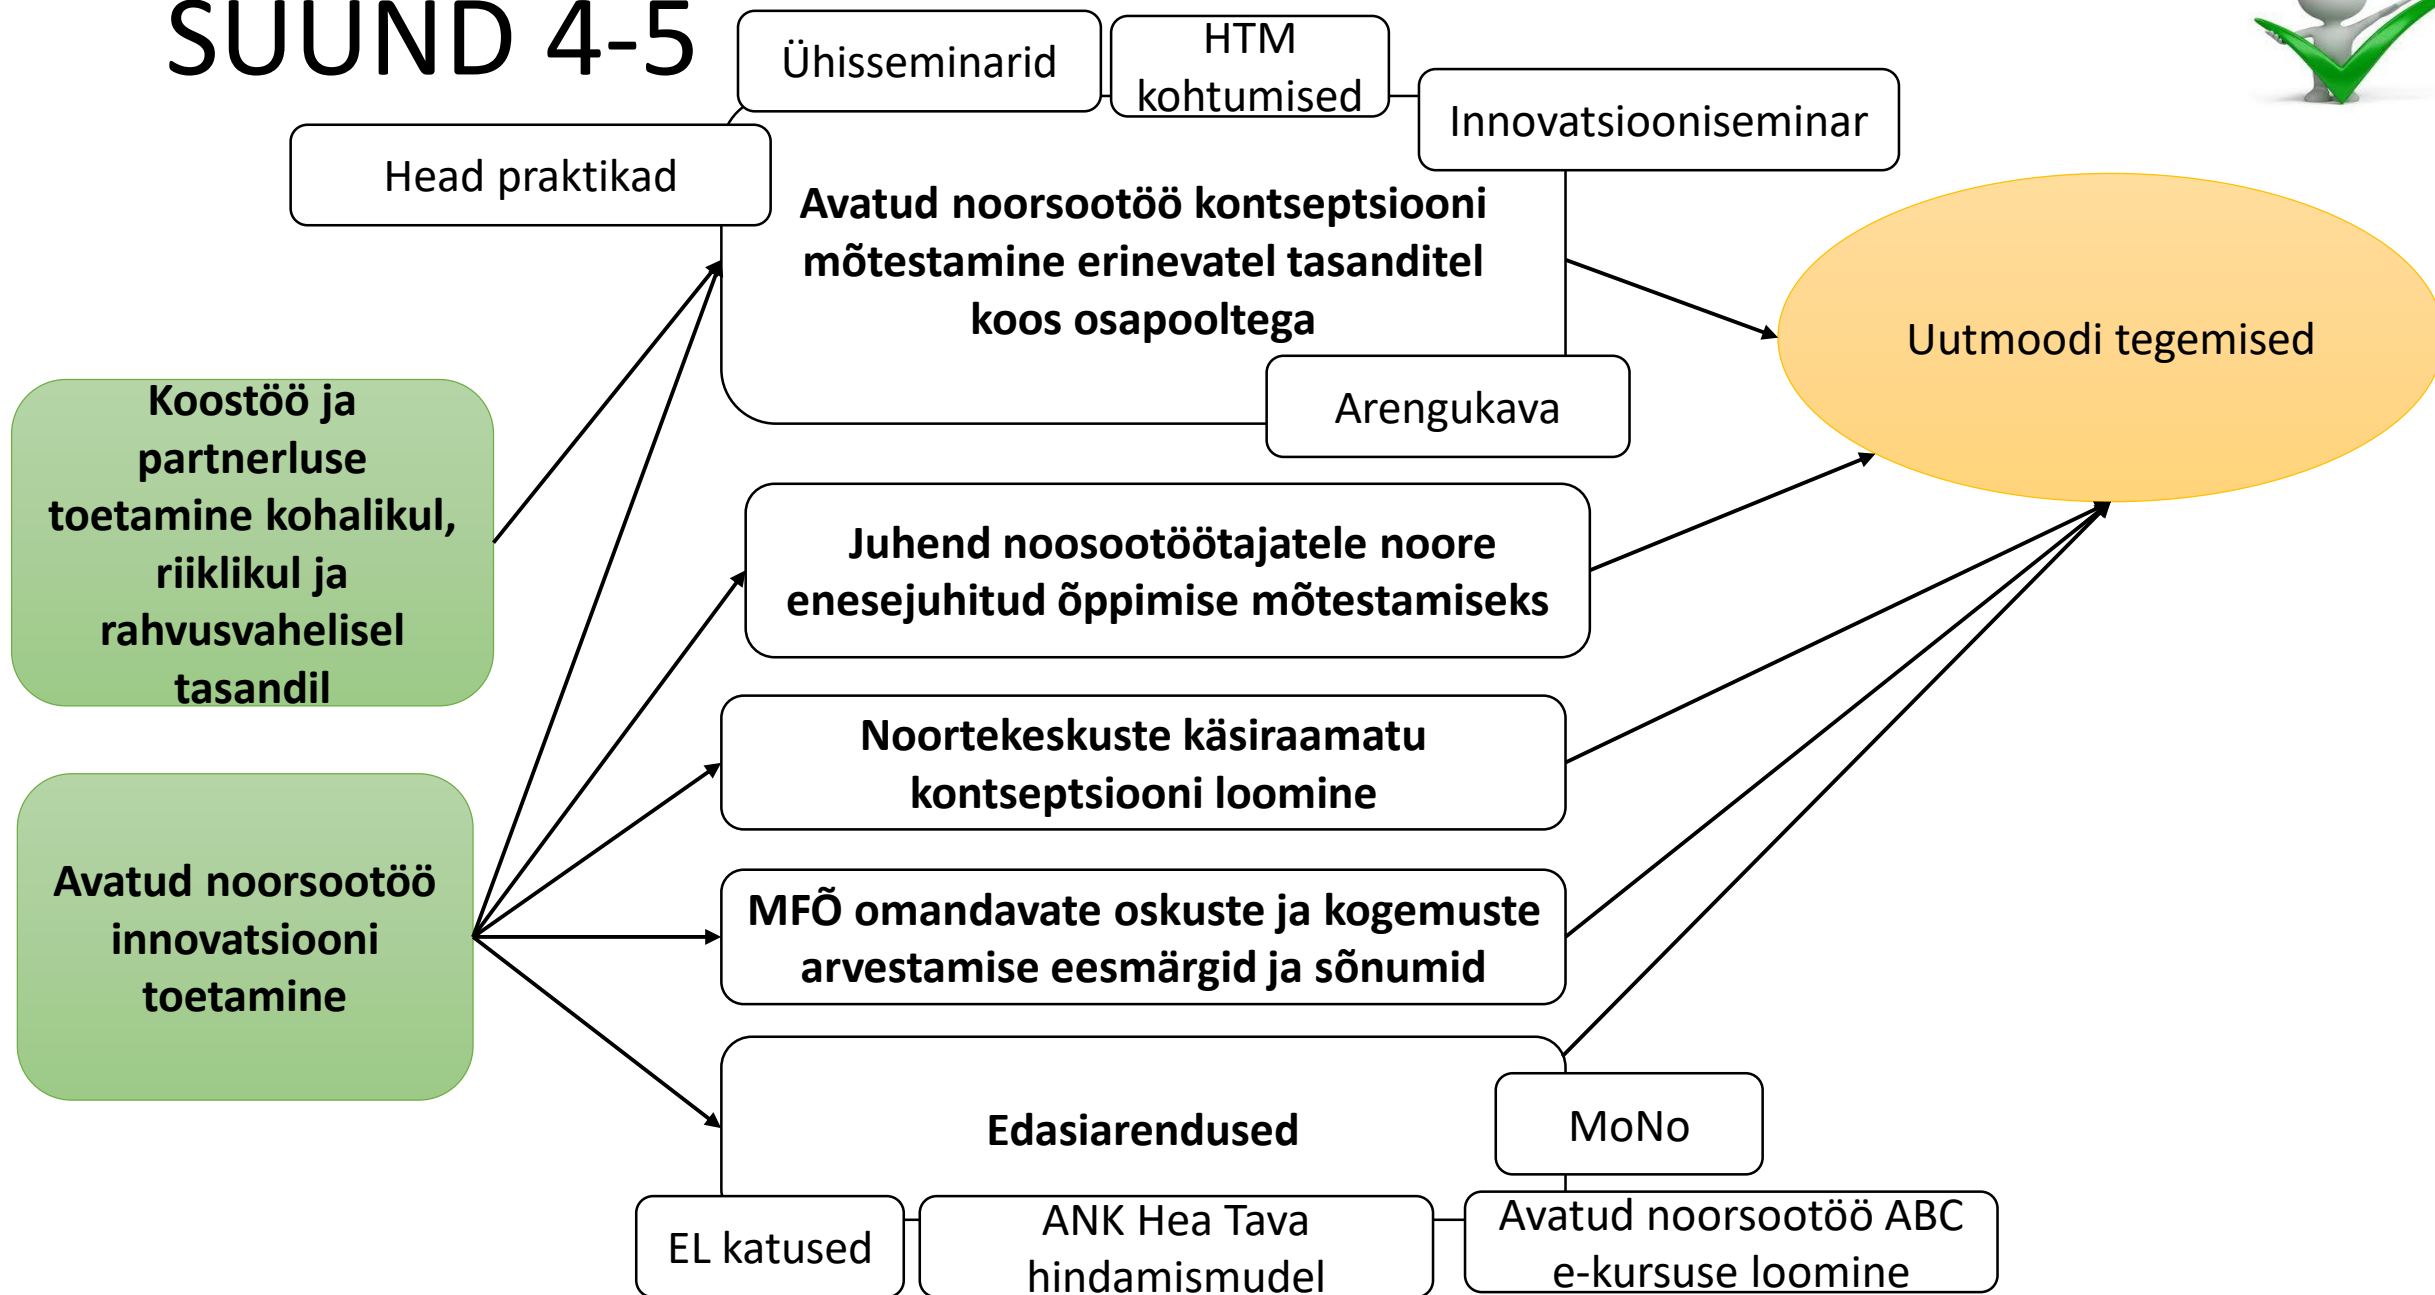 SUUND 4-5
Ühisseminarid
HTM
kohtumised
Innovatsiooniseminar
Head praktikad
Avatud noorsootöö kontseptsiooni
mõtestamine erinevatel tasanditel
koos osapooltega
Arengukava
Uutmoodi tegemised
Koostöö ja
partnerluse
toetamine kohalikul,
riiklikul ja
rahvusvahelisel
tasandil
Juhend noosootöötajatele noore
enesejuhitud õppimise mõtestamiseks
Noortekeskuste käsiraamatu
kontseptsiooni loomine
Avatud noorsootöö
innovatsiooni
toetamine
MFÕ omandavate oskuste ja kogemuste
arvestamise eesmärgid ja sõnumid
Edasiarendused
MoNo
EL katused
ANK Hea Tava
hindamismudel
Avatud noorsootöö ABC
e-kursuse loomine